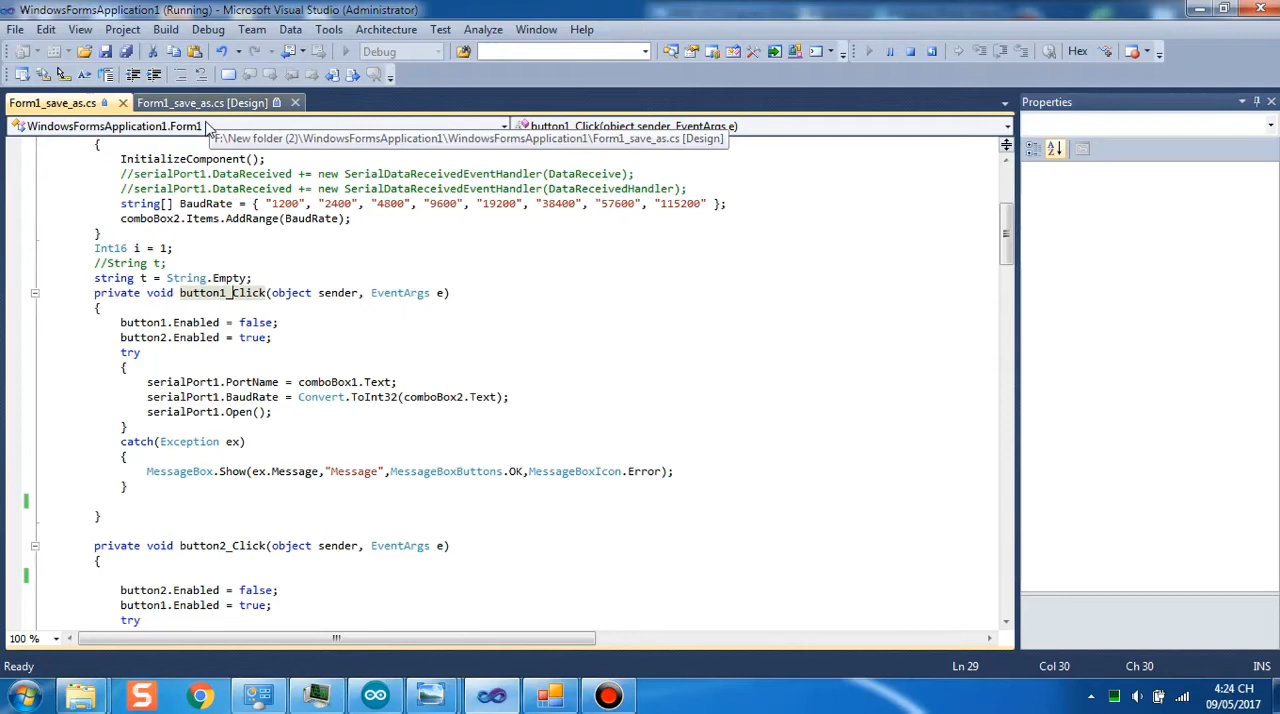 WindowsFormsApplication1 (Running) - Microsoft Visual Studio (Administrator)
File Edit View Project Build Debug Team Data Tools Architecture Test Analyze Window Help
Debug Hex
Form1_save_as.cs Form1_save_as.cs [Design] Properties
WindowsFormsApplication1.Form1 button1_Click(object sender, EventArgs e)
F:\New folder (2)\WindowsFormsApplication1\WindowsFormsApplication1\Form1_save_as.cs [Design]
{
InitializeComponent();
//serialPort1.DataReceived += new SerialDataReceivedEventHandler(DataReceive);
//serialPort1.DataReceived += new SerialDataReceivedEventHandler(DataReceivedHandler);
string[] BaudRate = { "1200", "2400", "4800", "9600", "19200", "38400", "57600", "115200" };
comboBox2.Items.AddRange(BaudRate);
}
Int16 i = 1;
//String t;
string t = String.Empty;
private void button1_Click(object sender, EventArgs e)
{
button1.Enabled = false;
button2.Enabled = true;
try
{
serialPort1.PortName = comboBox1.Text;
serialPort1.BaudRate = Convert.ToInt32(comboBox2.Text);
serialPort1.Open();
}
catch(Exception ex)
{
MessageBox.Show(ex.Message,"Message",MessageBoxButtons.OK,MessageBoxIcon.Error);
}
}
private void button2_Click(object sender, EventArgs e)
{
button2.Enabled = false;
button1.Enabled = true;
try
100 %
Ready Ln 29 Col 30 Ch 30 INS
4:24 CH
09/05/2017